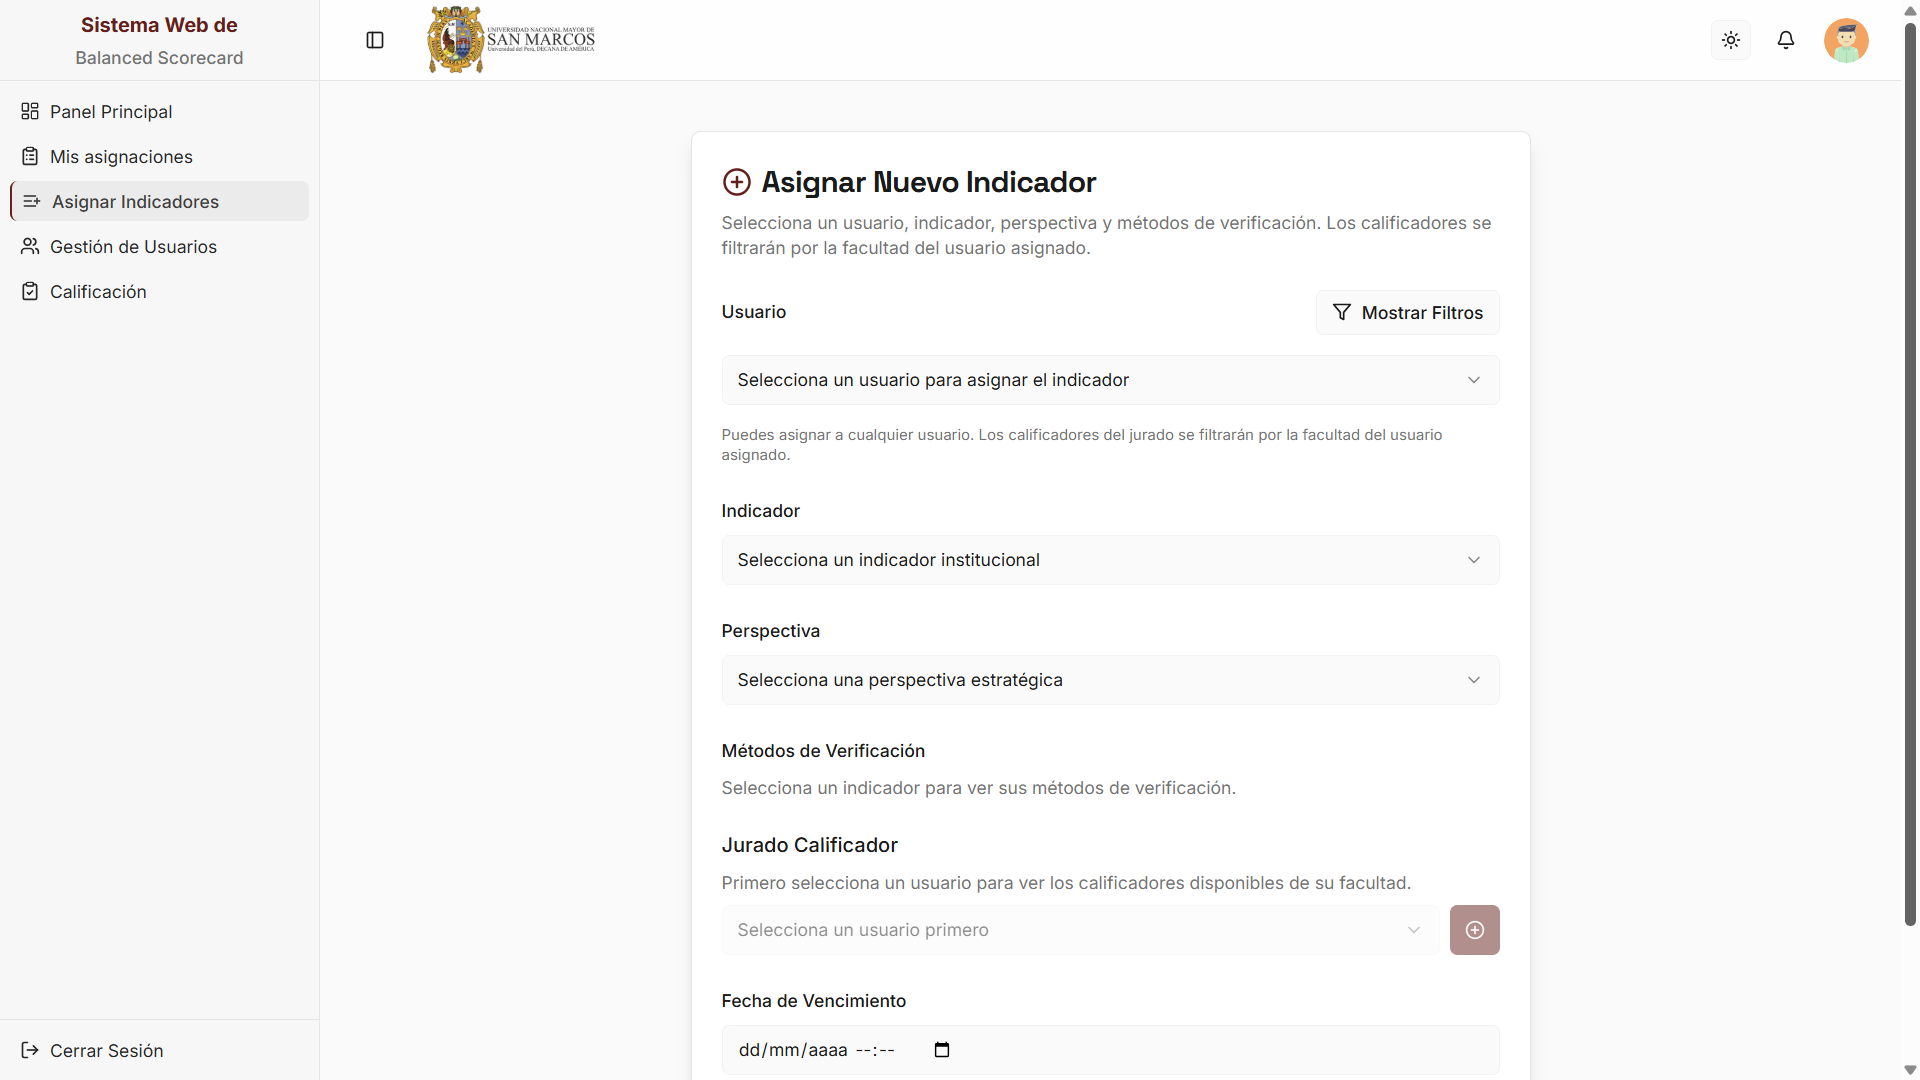 Sistema Web de
Balanced Scorecard
UNIVERSIDAD NACIONAL MAYOR DE
SAN MARCOS
Universidad del Perú, DECANA DE AMÉRICA
Panel Principal
Mis asignaciones
Asignar Indicadores
Gestión de Usuarios
Calificación
Cerrar Sesión
Asignar Nuevo Indicador
Selecciona un usuario, indicador, perspectiva y métodos de verificación. Los calificadores se
filtrarán por la facultad del usuario asignado.
Usuario
Mostrar Filtros
Selecciona un usuario para asignar el indicador
Puedes asignar a cualquier usuario. Los calificadores del jurado se filtrarán por la facultad del usuario
asignado.
Indicador
Selecciona un indicador institucional
Perspectiva
Selecciona una perspectiva estratégica
Métodos de Verificación
Selecciona un indicador para ver sus métodos de verificación.
Jurado Calificador
Primero selecciona un usuario para ver los calificadores disponibles de su facultad.
Selecciona un usuario primero
Fecha de Vencimiento
dd/mm/aaaa --:--